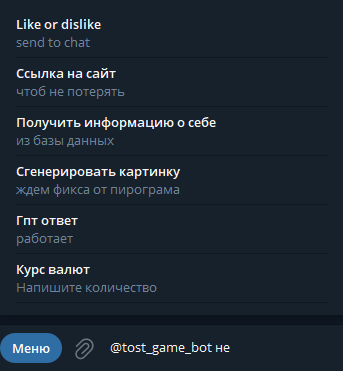 Like or dislike
send to chat
Ссылка на сайт
чтоб не потерять
Получить информацию о себе
из базы данных
Сгенерировать картинку
ждем фикса от пирограма
Гпт ответ
работает
Курс валют
Напишите количество
Меню @tost_game_bot не